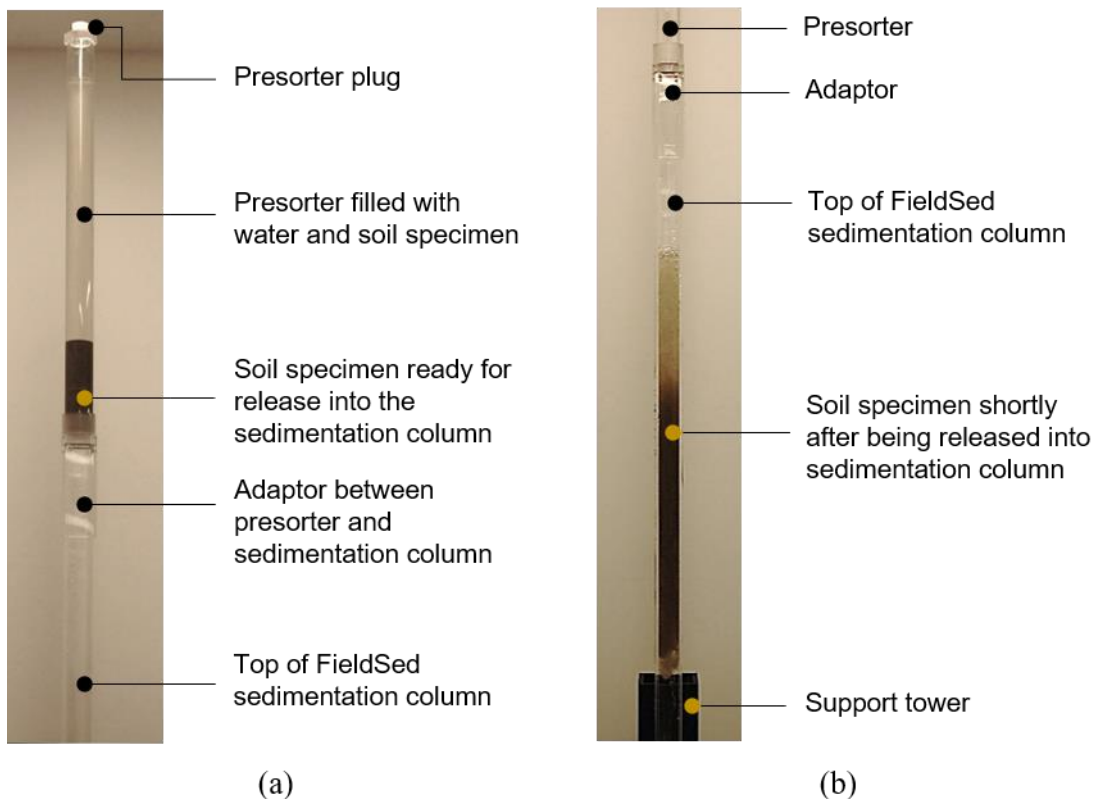 Presorter plug
Presorter filled with
water and soil specimen
Soil specimen ready for
release into the
sedimentation column
Adaptor between
presorter and
sedimentation column
Top of FieldSed
sedimentation column
(a)
Presorter
Adaptor
Top of FieldSed
sedimentation column
Soil specimen shortly
after being released into
sedimentation column
Support tower
(b)